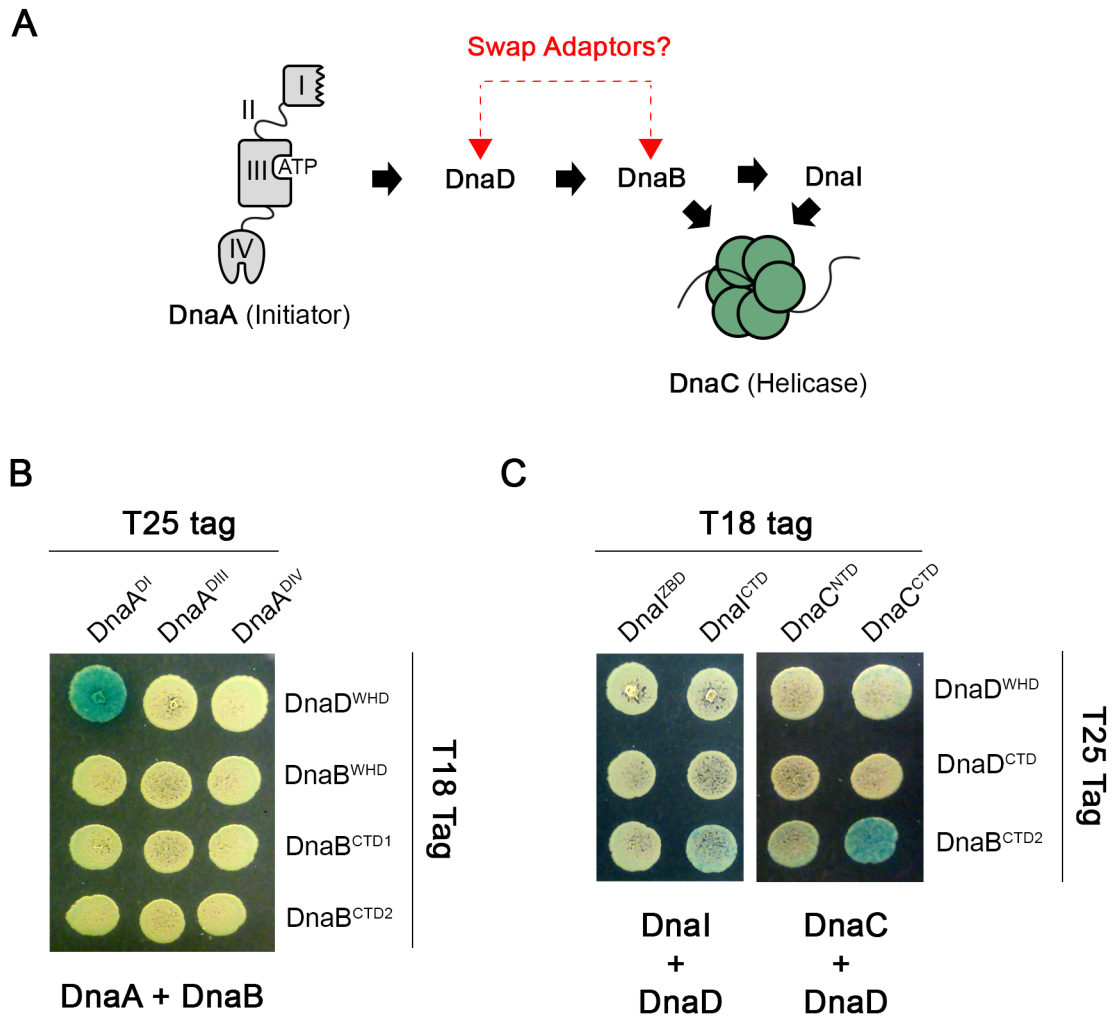 A
Swap Adaptors?
I
II
III
ATP
IV
DnaD
DnaB
DnaI
DnaA (Initiator)
DnaC (Helicase)
B
T25 tag
DnaA^DI
DnaA^DIII
DnaA^DIV
DnaD^WHD
DnaB^WHD
DnaB^CTD1
DnaB^CTD2
T18 Tag
DnaA + DnaB
C
T18 tag
DnaI^ZBD
DnaI^CTD
DnaC^NTD
DnaC^CTD
DnaD^WHD
DnaD^CTD
DnaB^CTD2
T25 Tag
DnaI
+
DnaD
DnaC
+
DnaD